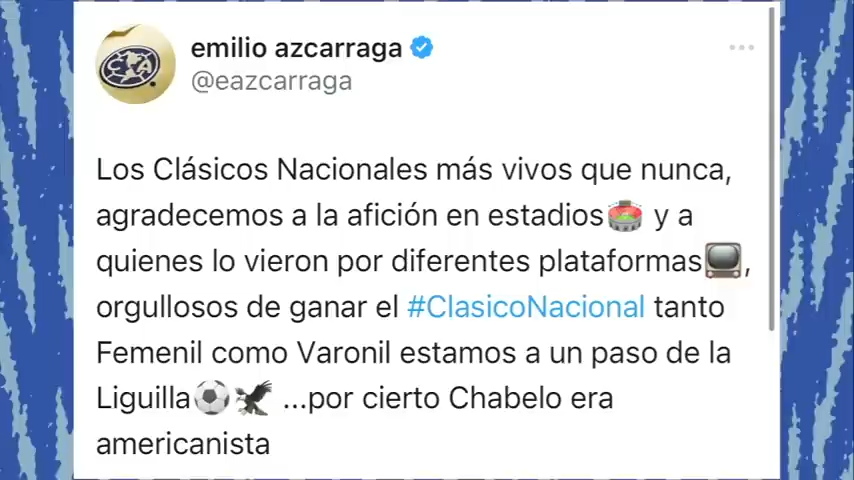 emilio azcarraga
@eazcarraga
Los Clásicos Nacionales más vivos que nunca,
agradecemos a la afición en estadios🏟️ y a
quienes lo vieron por diferentes plataformas📺,
orgullosos de ganar el #ClasicoNacional tanto
Femenil como Varonil estamos a un paso de la
Liguilla⚽🦅 ...por cierto Chabelo era
americanista